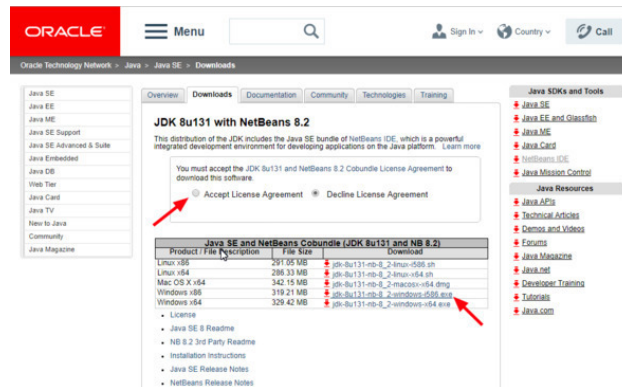 ORACLE
Menu
Sign In
Country
Call
Oracle Technology Network > Java > Java SE > Downloads
Java SE
Java EE
Java ME
Java SE Support
Java SE Advanced & Suite
Java Embedded
Java DB
Web Tier
Java Card
Java TV
New to Java
Community
Java Magazine
Overview Downloads Documentation Community Technologies Training
JDK 8u131 with NetBeans 8.2
This distribution of the JDK includes the Java SE bundle of NetBeans IDE, which is a powerful
integrated development environment for developing applications on the Java platform. Learn more
You must accept the JDK 8u131 and NetBeans 8.2 Cobundle License Agreement to
download this software.
Accept License Agreement Decline License Agreement
Java SE and NetBeans Cobundle (JDK 8u131 and NB 8.2)
Product / File Description File Size Download
Linux x86 291.05 MB jdk-8u131-nb-8_2-linux-i586.sh
Linux x64 286.33 MB jdk-8u131-nb-8_2-linux-x64.sh
Mac OS X x64 342.15 MB jdk-8u131-nb-8_2-macosx-x64.dmg
Windows x86 319.21 MB jdk-8u131-nb-8_2-windows-i586.exe
Windows x64 329.42 MB jdk-8u131-nb-8_2-windows-x64.exe
License
Java SE 8 Readme
NB 8.2 3rd Party Readme
Installation Instructions
Java SE Release Notes
NetBeans Release Notes
Java SDKs and Tools
Java SE
Java EE and Glassfish
Java ME
Java Card
NetBeans IDE
Java Mission Control
Java Resources
Java APIs
Technical Articles
Demos and Videos
Forums
Java Magazine
Java.net
Developer Training
Tutorials
Java.com